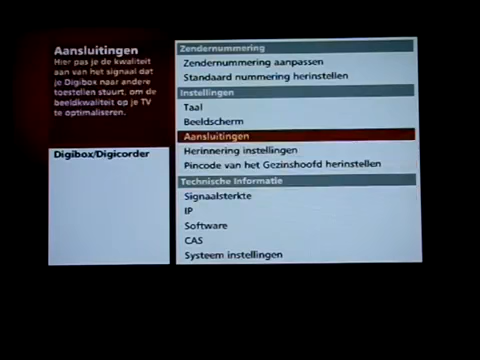 Aansluitingen
Hier pas je de kwaliteit
aan van het signaal dat
je Digibox naar andere
toestellen stuurt, om de
beeldkwaliteit op je TV
te optimaliseren.
Digibox/Digicorder
Zendernummering
Zendernummering aanpassen
Standaard nummering herinstellen
Instellingen
Taal
Beeldscherm
Aansluitingen
Herinnering instellingen
Pincode van het Gezinshoofd herinstellen
Technische Informatie
Signaalsterkte
IP
Software
CAS
Systeem instellingen